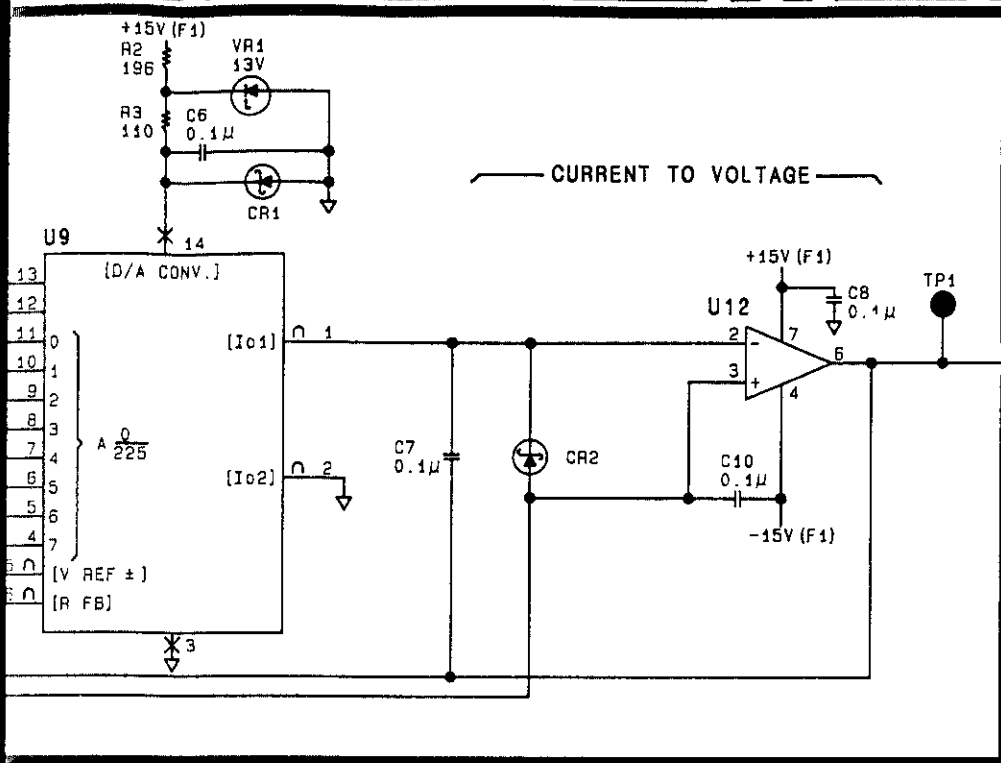 +15V(F1)
R2
196
VR1
13V
R3
110
C6
0.1µ
CR1
CURRENT TO VOLTAGE
U9
14
[D/A CONV.]
13
12
11 0
10 1
9 2
8 3
7 4
6 5
5 6
4 7
A 0/225
[V REF ±]
[R FB]
[Io1] 1
[Io2] 2
3
C7
0.1µ
CR2
+15V(F1)
C8
0.1µ
U12
7
2 -
3 +
6
4
TP1
C10
0.1µ
-15V(F1)